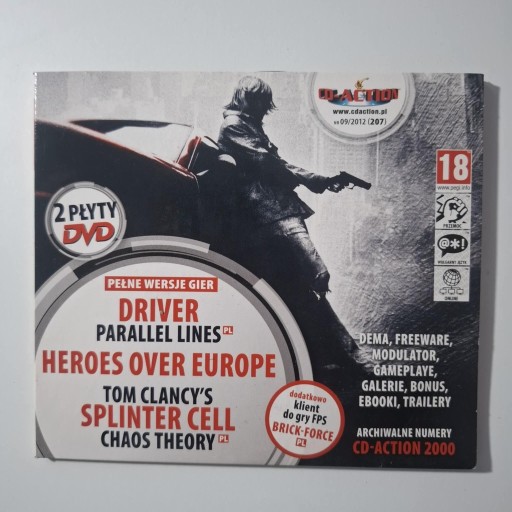 CD-ACTION
www.cdaction.pl
nr 09/2012 (207)
18
www.pegi.info
PRZEMOC
@*!
WULGARNY JĘZYK
ONLINE
2 PŁYTY
DVD
PEŁNE WERSJE GIER
DRIVER
PARALLEL LINES PL
HEROES OVER EUROPE
TOM CLANCY'S
SPLINTER CELL
CHAOS THEORY PL
dodatkowo
klient
do gry FPS
BRICK-FORCE
PL
DEMA, FREEWARE,
MODULATOR,
GAMEPLAYE,
GALERIE, BONUS,
EBOOKI, TRAILERY
ARCHIWALNE NUMERY
CD-ACTION 2000